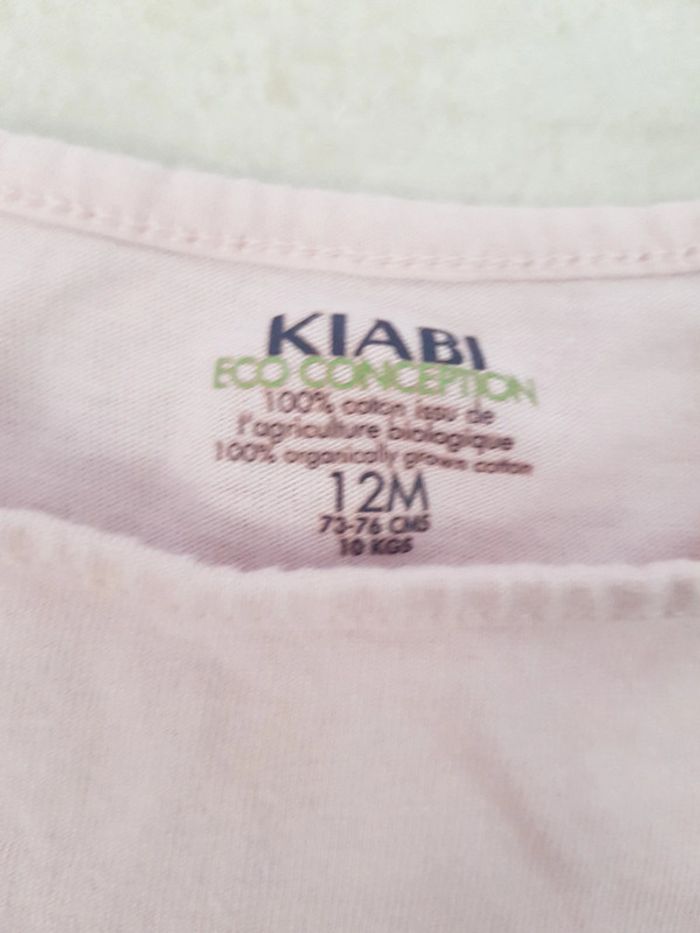 KIABI
ECO CONCEPTION
100% coton issu de
l'agriculture biologique
100% organically grown cotton
12M
73-76 CMS
10 KGS